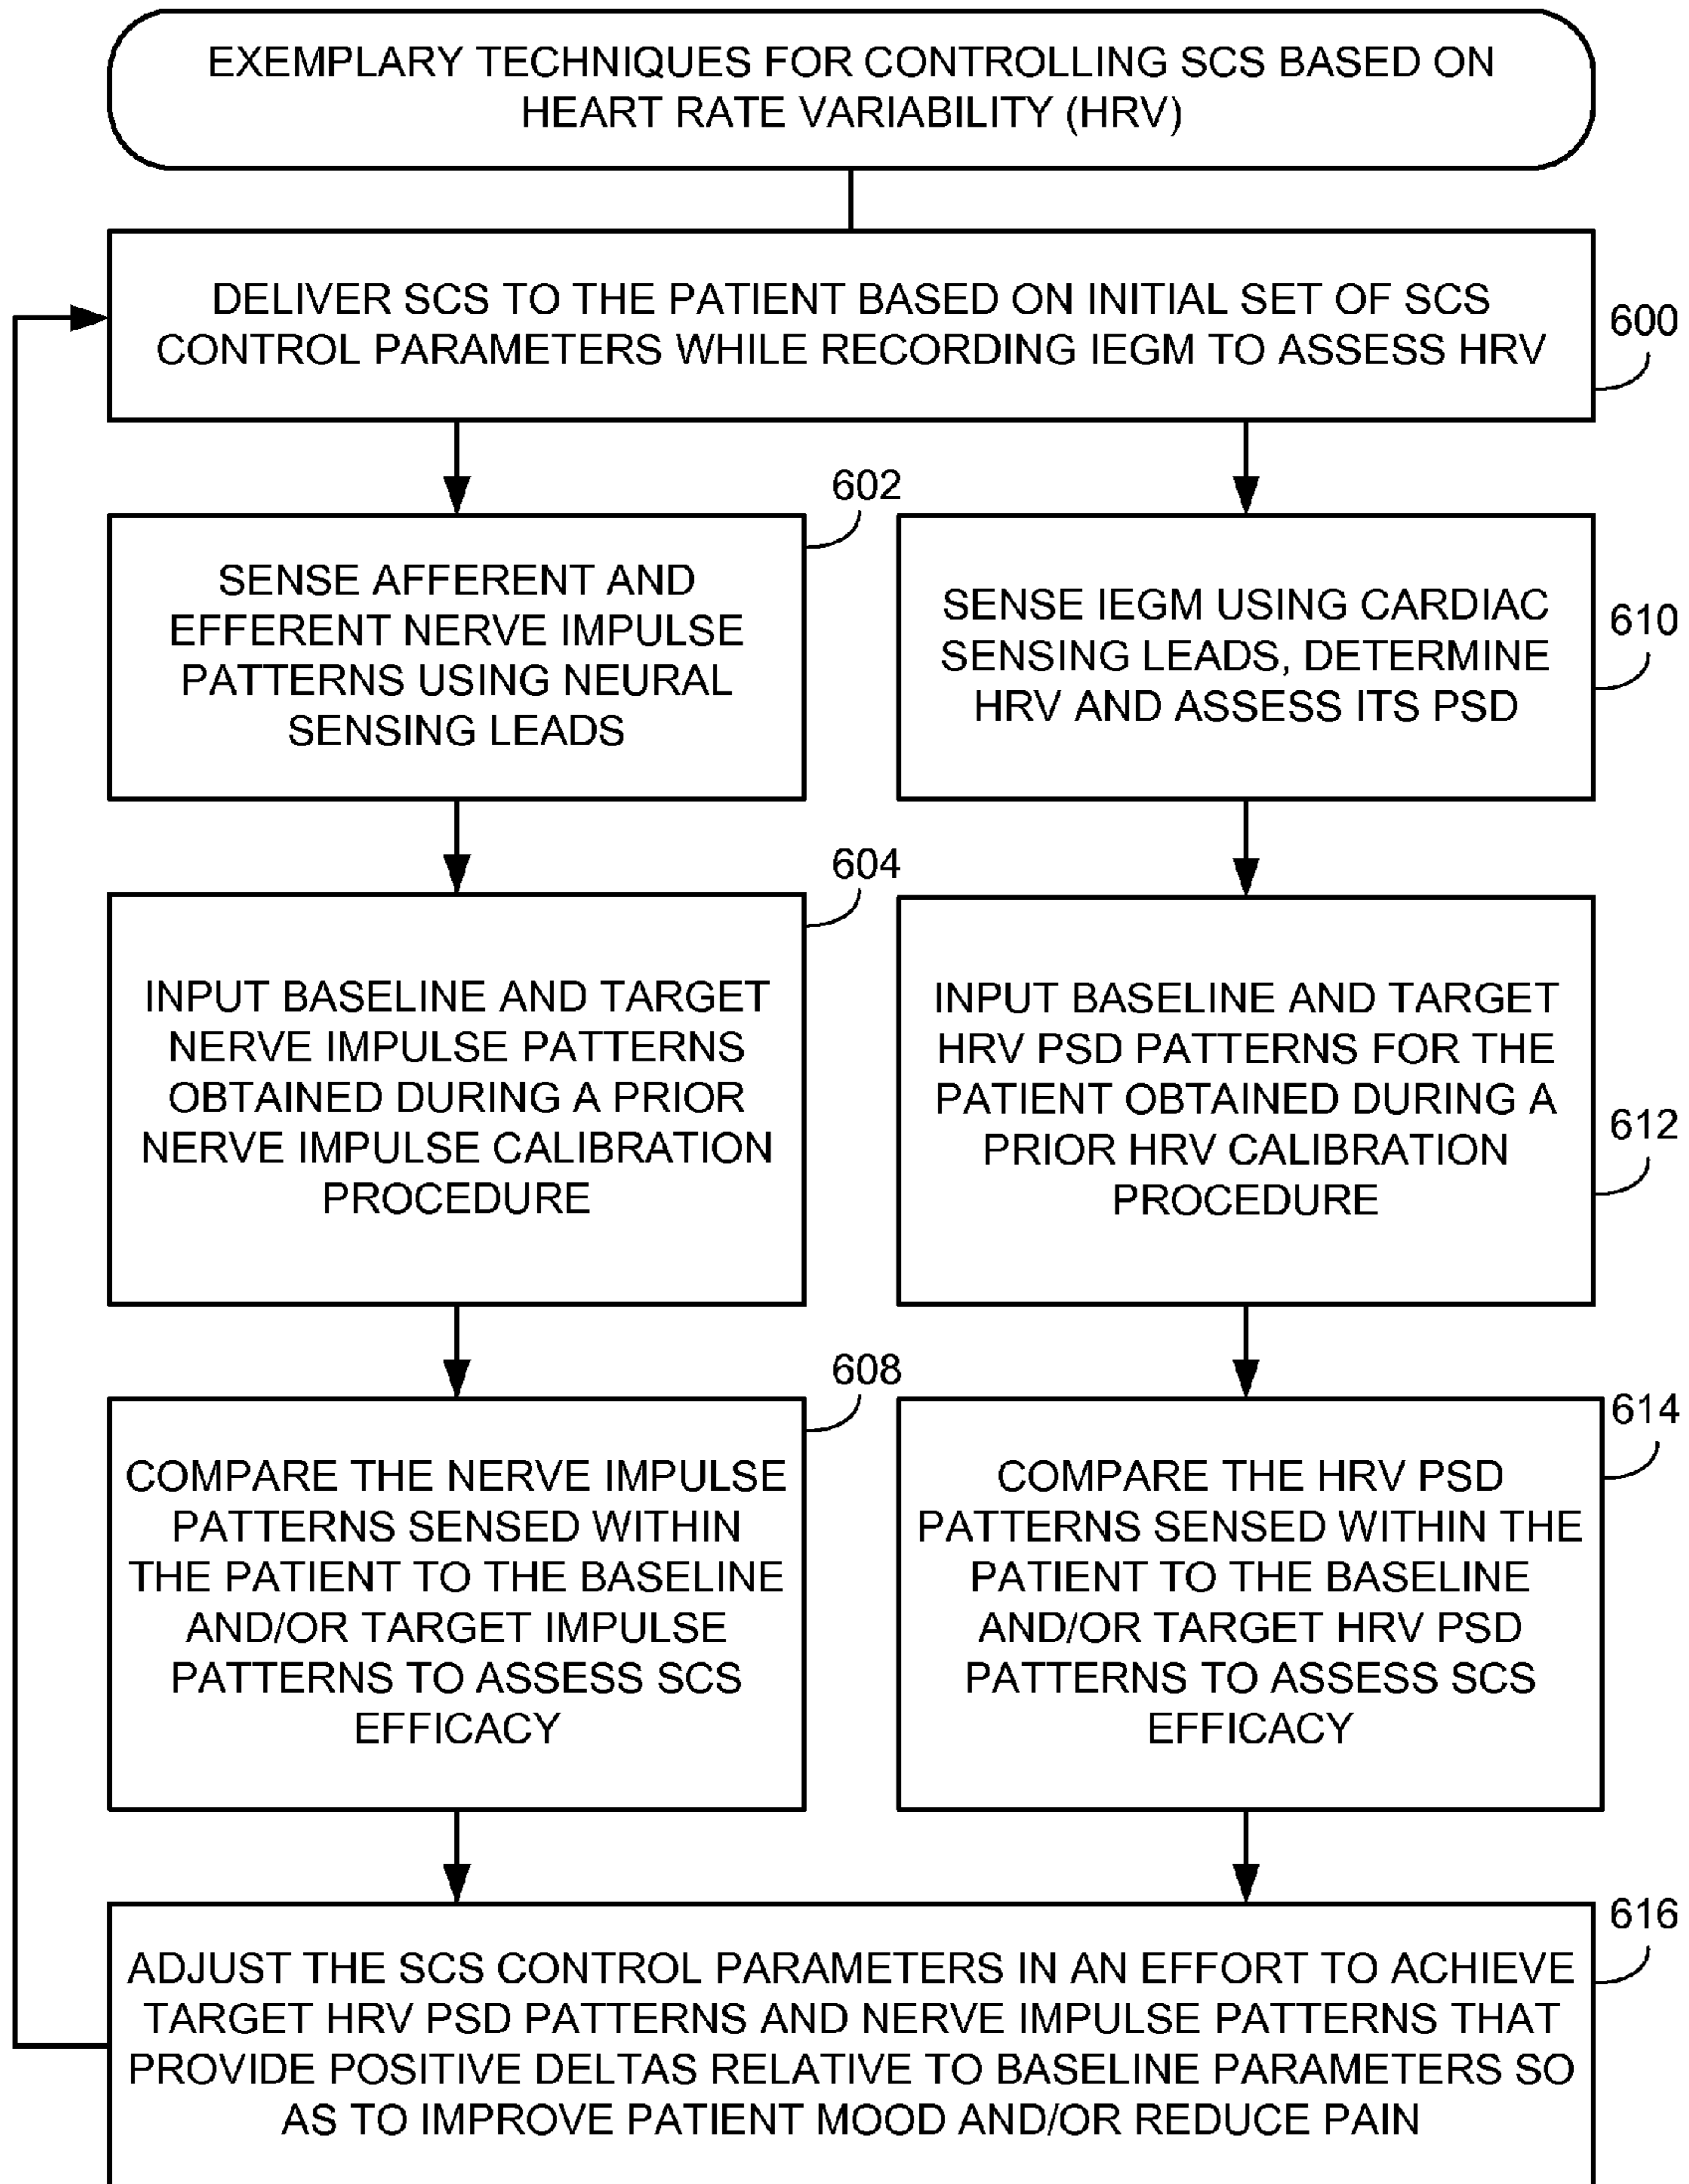 EXEMPLARY TECHNIQUES FOR CONTROLLING SCS BASED ON
HEART RATE VARIABILITY (HRV)
DELIVER SCS TO THE PATIENT BASED ON INITIAL SET OF SCS
CONTROL PARAMETERS WHILE RECORDING IEGM TO ASSESS HRV
600
602
SENSE AFFERENT AND
EFFERENT NERVE IMPULSE
PATTERNS USING NEURAL
SENSING LEADS
SENSE IEGM USING CARDIAC
SENSING LEADS, DETERMINE
HRV AND ASSESS ITS PSD
610
604
INPUT BASELINE AND TARGET
NERVE IMPULSE PATTERNS
OBTAINED DURING A PRIOR
NERVE IMPULSE CALIBRATION
PROCEDURE
INPUT BASELINE AND TARGET
HRV PSD PATTERNS FOR THE
PATIENT OBTAINED DURING A
PRIOR HRV CALIBRATION
PROCEDURE
612
608
COMPARE THE NERVE IMPULSE
PATTERNS SENSED WITHIN
THE PATIENT TO THE BASELINE
AND/OR TARGET IMPULSE
PATTERNS TO ASSESS SCS
EFFICACY
614
COMPARE THE HRV PSD
PATTERNS SENSED WITHIN THE
PATIENT TO THE BASELINE
AND/OR TARGET HRV PSD
PATTERNS TO ASSESS SCS
EFFICACY
616
ADJUST THE SCS CONTROL PARAMETERS IN AN EFFORT TO ACHIEVE
TARGET HRV PSD PATTERNS AND NERVE IMPULSE PATTERNS THAT
PROVIDE POSITIVE DELTAS RELATIVE TO BASELINE PARAMETERS SO
AS TO IMPROVE PATIENT MOOD AND/OR REDUCE PAIN